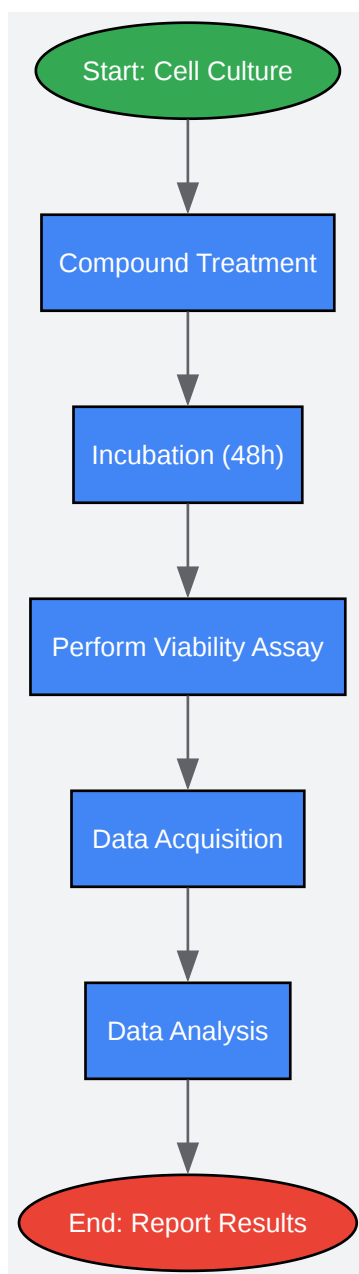 Start: Cell Culture
Compound Treatment
Incubation (48h)
Perform Viability Assay
Data Acquisition
Data Analysis
End: Report Results